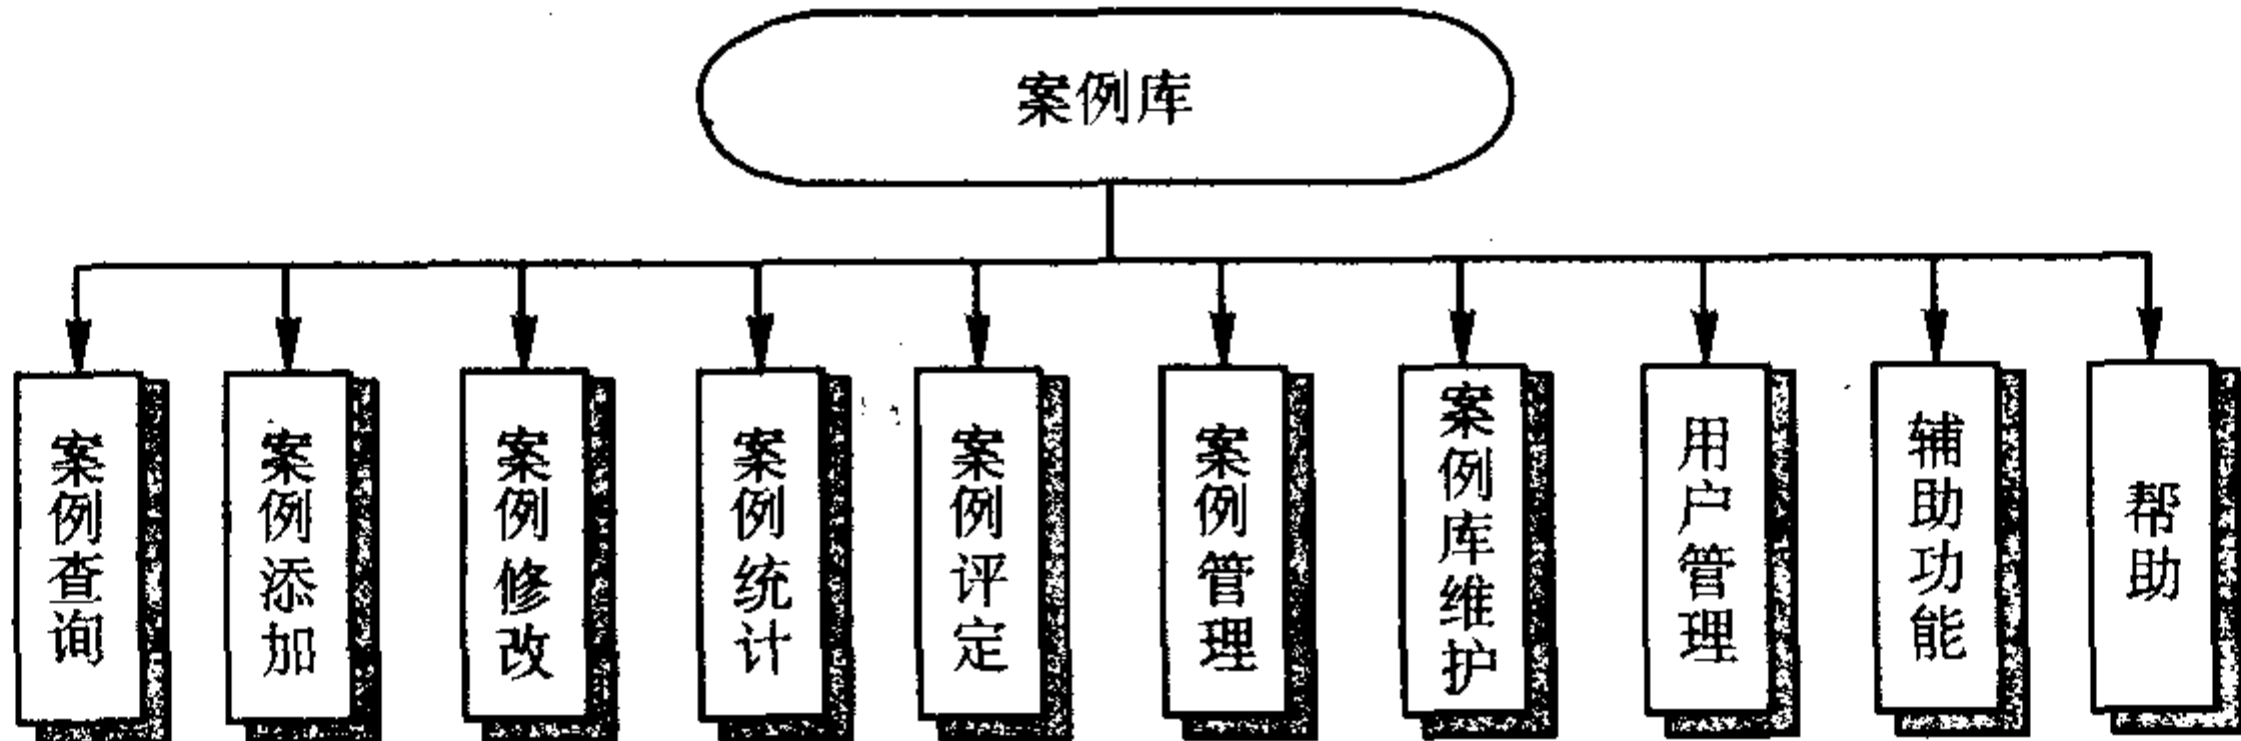 案例库
案例查询
案例添加
案例修改
案例统计
案例评定
案例管理
案例库维护
用户管理
辅助功能
帮助